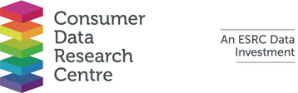 Consumer
Data
Research
Centre
An ESRC Data
Investment